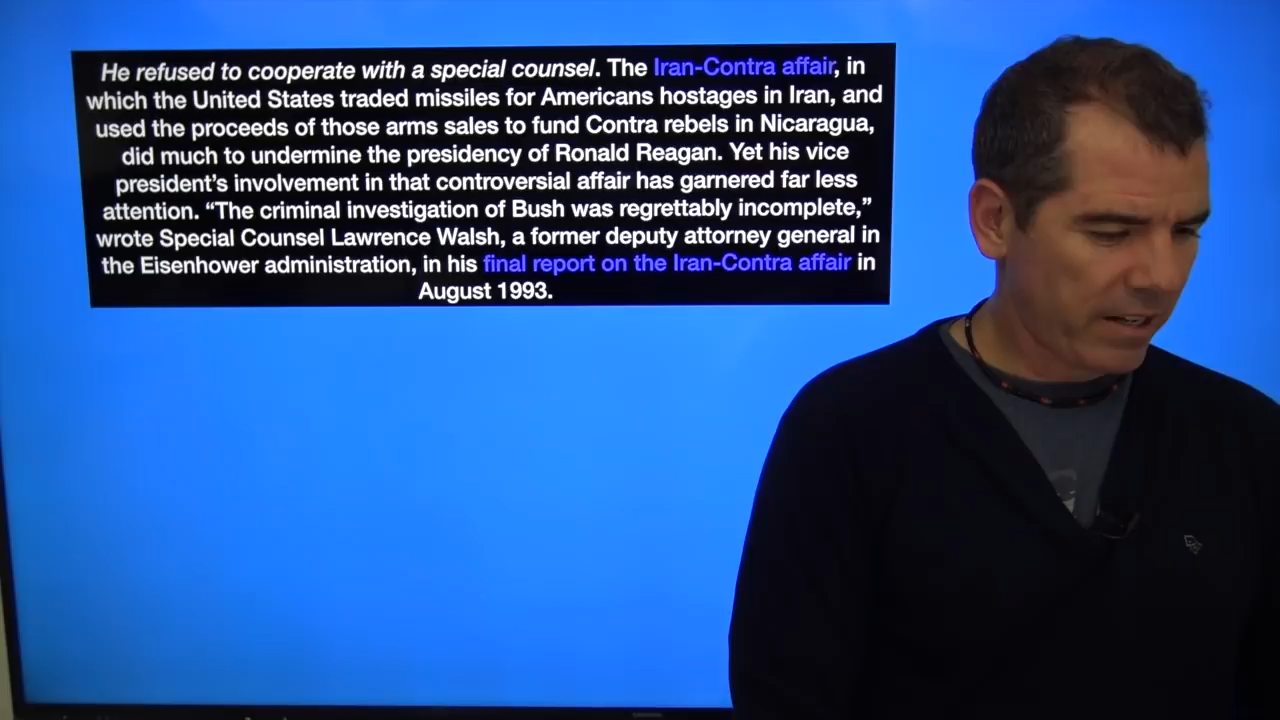 He refused to cooperate with a special counsel. The Iran-Contra affair, in
which the United States traded missiles for Americans hostages in Iran, and
used the proceeds of those arms sales to fund Contra rebels in Nicaragua,
did much to undermine the presidency of Ronald Reagan. Yet his vice
president’s involvement in that controversial affair has garnered far less
attention. “The criminal investigation of Bush was regrettably incomplete,”
wrote Special Counsel Lawrence Walsh, a former deputy attorney general in
the Eisenhower administration, in his final report on the Iran-Contra affair in
August 1993.